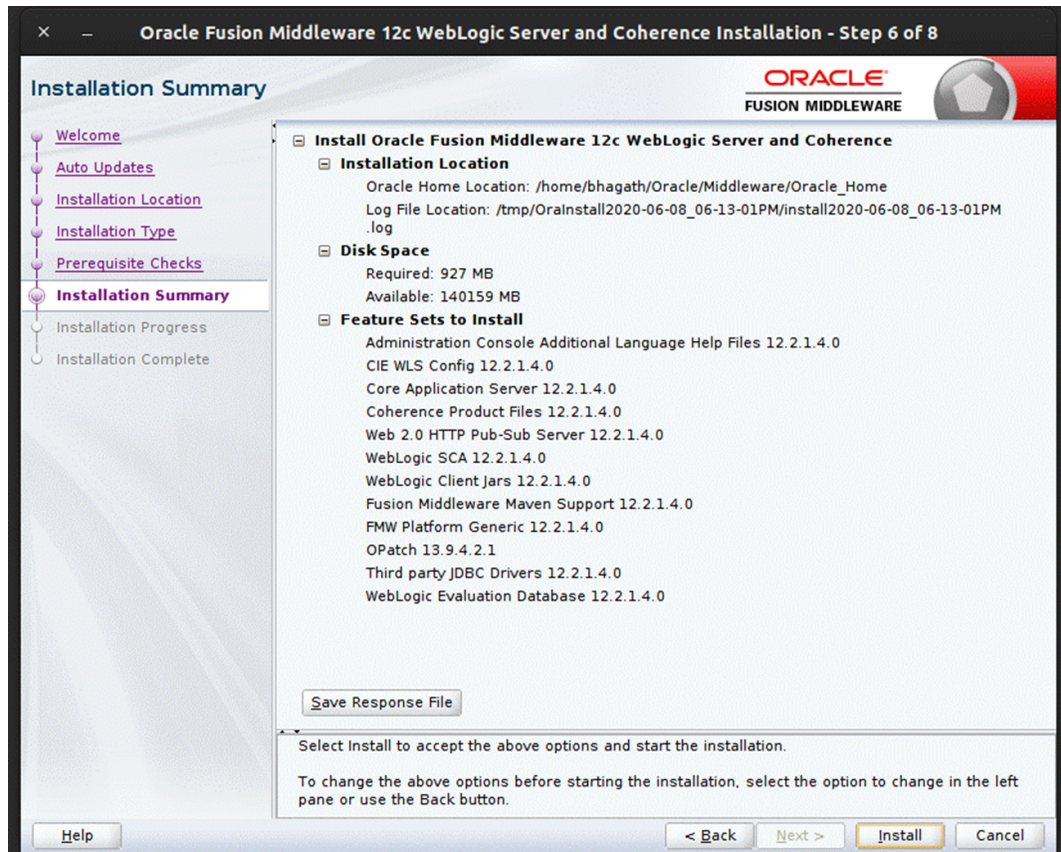 Oracle Fusion Middleware 12c WebLogic Server and Coherence Installation - Step 6 of 8
Installation Summary
ORACLE
FUSION MIDDLEWARE
Welcome
Auto Updates
Installation Location
Installation Type
Prerequisite Checks
Installation Summary
Installation Progress
Installation Complete
Install Oracle Fusion Middleware 12c WebLogic Server and Coherence
Installation Location
Oracle Home Location: /home/bhagath/Oracle/Middleware/Oracle_Home
Log File Location: /tmp/OraInstall2020-06-08_06-13-01PM/install2020-06-08_06-13-01PM
.log
Disk Space
Required: 927 MB
Available: 140159 MB
Feature Sets to Install
Administration Console Additional Language Help Files 12.2.1.4.0
CIE WLS Config 12.2.1.4.0
Core Application Server 12.2.1.4.0
Coherence Product Files 12.2.1.4.0
Web 2.0 HTTP Pub-Sub Server 12.2.1.4.0
WebLogic SCA 12.2.1.4.0
WebLogic Client Jars 12.2.1.4.0
Fusion Middleware Maven Support 12.2.1.4.0
FMW Platform Generic 12.2.1.4.0
OPatch 13.9.4.2.1
Third party JDBC Drivers 12.2.1.4.0
WebLogic Evaluation Database 12.2.1.4.0
Save Response File
Select Install to accept the above options and start the installation.
To change the above options before starting the installation, select the option to change in the left
pane or use the Back button.
Help
< Back
Next >
Install
Cancel